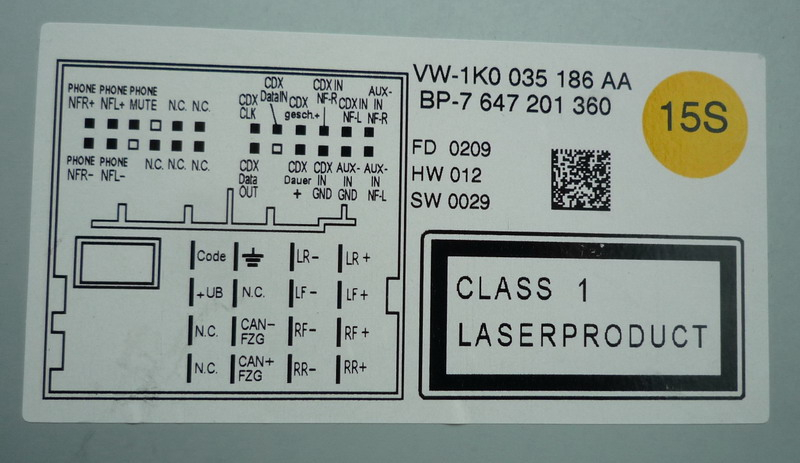 VW-1K0 035 186 AA
BP-7 647 201 360
15S
FD 0209
HW 012
SW 0029
CLASS 1
LASERPRODUCT
PHONE PHONE PHONE
NFR+ NFL+ MUTE N.C. N.C.
PHONE PHONE
NFR- NFL- N.C. N.C. N.C.
CDX CLK
CDX DataIN
CDX gesch.+
CDX IN NF-R
CDX IN NF-L
AUX-IN NF-R
CDX Data OUT
CDX Dauer +
CDX IN GND
AUX-IN GND
AUX-IN NF-L
Code LR- LR+
+UB N.C. LF- LF+
N.C. CAN-FZG RF- RF+
N.C. CAN+FZG RR- RR+